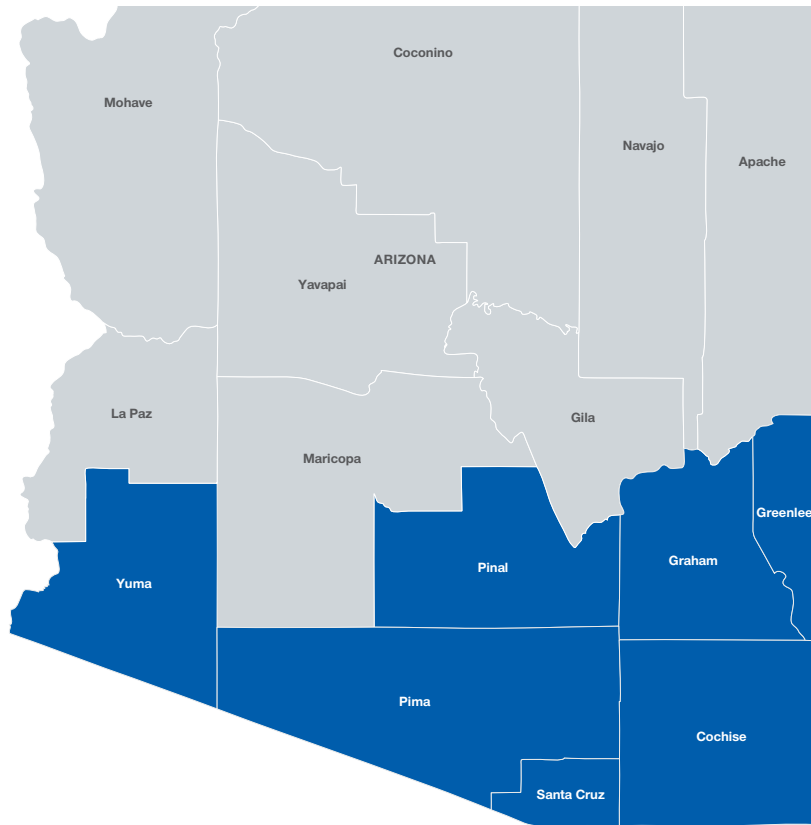 Coconino
Mohave
Navajo
Apache
ARIZONA
Yavapai
La Paz
Gila
Maricopa
Greenlee
Graham
Pinal
Yuma
Pima
Cochise
Santa Cruz